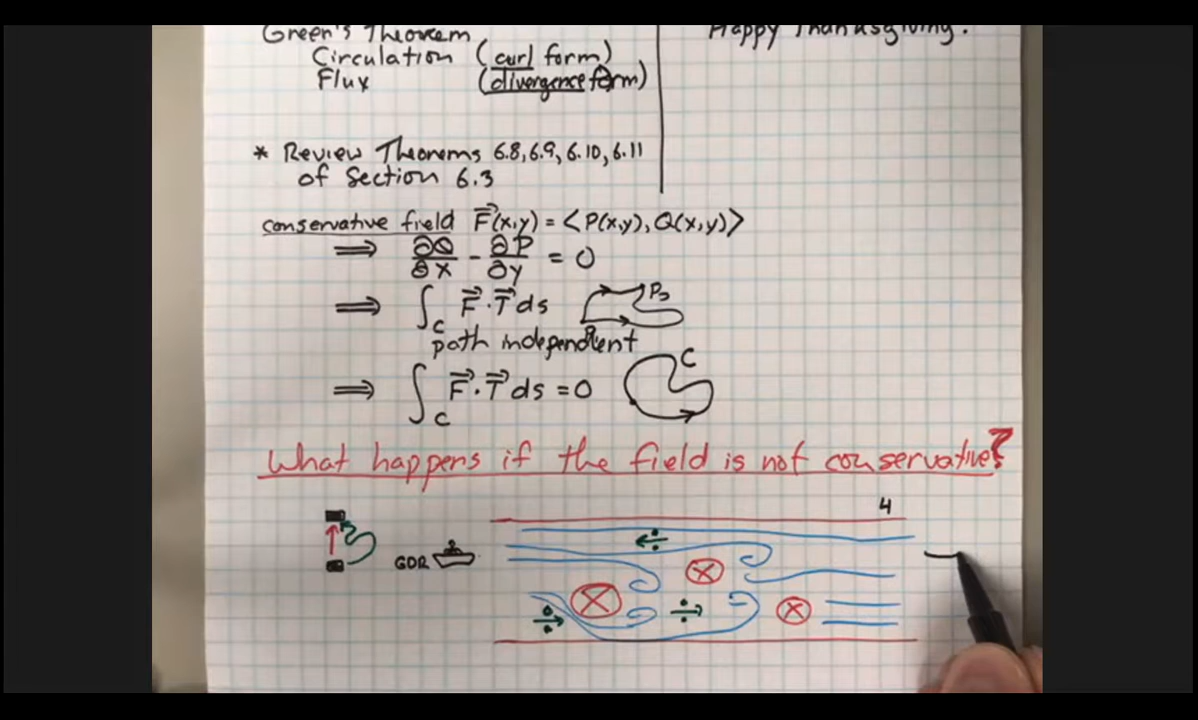 Green's Theorem
Circulation (curl form)
Flux (divergence form)
Happy Thanksgiving.
* Review Theorems 6.8, 6.9, 6.10, 6.11
of Section 6.3
conservative field F⃗(x,y) = <P(x,y), Q(x,y)>
⟹ ∂Q/∂x - ∂P/∂y = 0
⟹ ∫_C F⃗·T⃗ ds
path independent
⟹ ∫_C F⃗·T⃗ ds = 0 C
What happens if the field is not conservative?
4
GDR